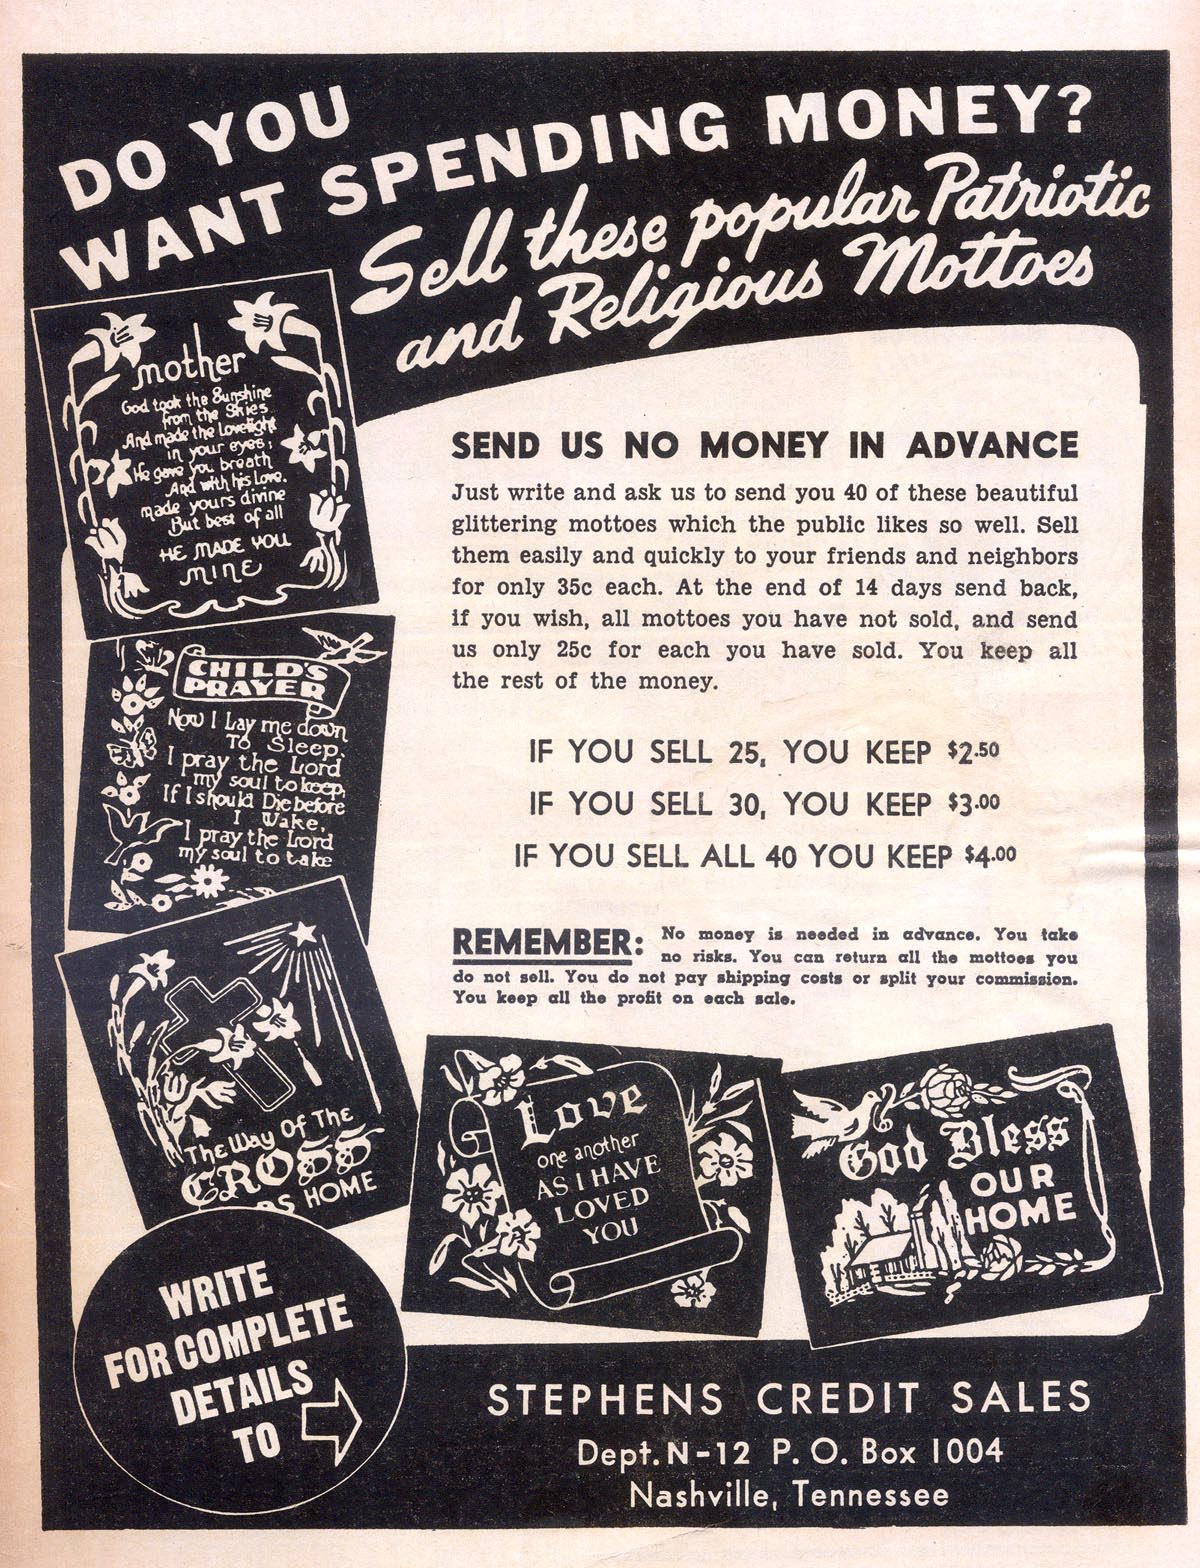 DO YOU
WANT SPENDING MONEY?
Sell these popular Patriotic
and Religious Mottoes
mother
God took the Sunshine
from the Skies
And made the Lovelight
in your eyes,
He gave you breath
And with his Love.
made yours divine
But best of all
HE MADE YOU
MINE
CHILD'S
PRAYER
Now I Lay me down
To Sleep,
I pray the Lord
my soul to keep,
If I should Die before
I Wake,
I pray the Lord
my soul to take
The Way Of The
CROSS
HOME
SEND US NO MONEY IN ADVANCE
Just write and ask us to send you 40 of these beautiful
glittering mottoes which the public likes so well. Sell
them easily and quickly to your friends and neighbors
for only 35c each. At the end of 14 days send back,
if you wish, all mottoes you have not sold, and send
us only 25c for each you have sold. You keep all
the rest of the money.
IF YOU SELL 25, YOU KEEP $2.50
IF YOU SELL 30, YOU KEEP $3.00
IF YOU SELL ALL 40 YOU KEEP $4.00
REMEMBER: No money is needed in advance. You take
no risks. You can return all the mottoes you
do not sell. You do not pay shipping costs or split your commission.
You keep all the profit on each sale.
Love
one another
AS I HAVE
LOVED
YOU
God Bless
OUR
HOME
WRITE
FOR COMPLETE
DETAILS
TO
STEPHENS CREDIT SALES
Dept. N-12 P. O. Box 1004
Nashville, Tennessee